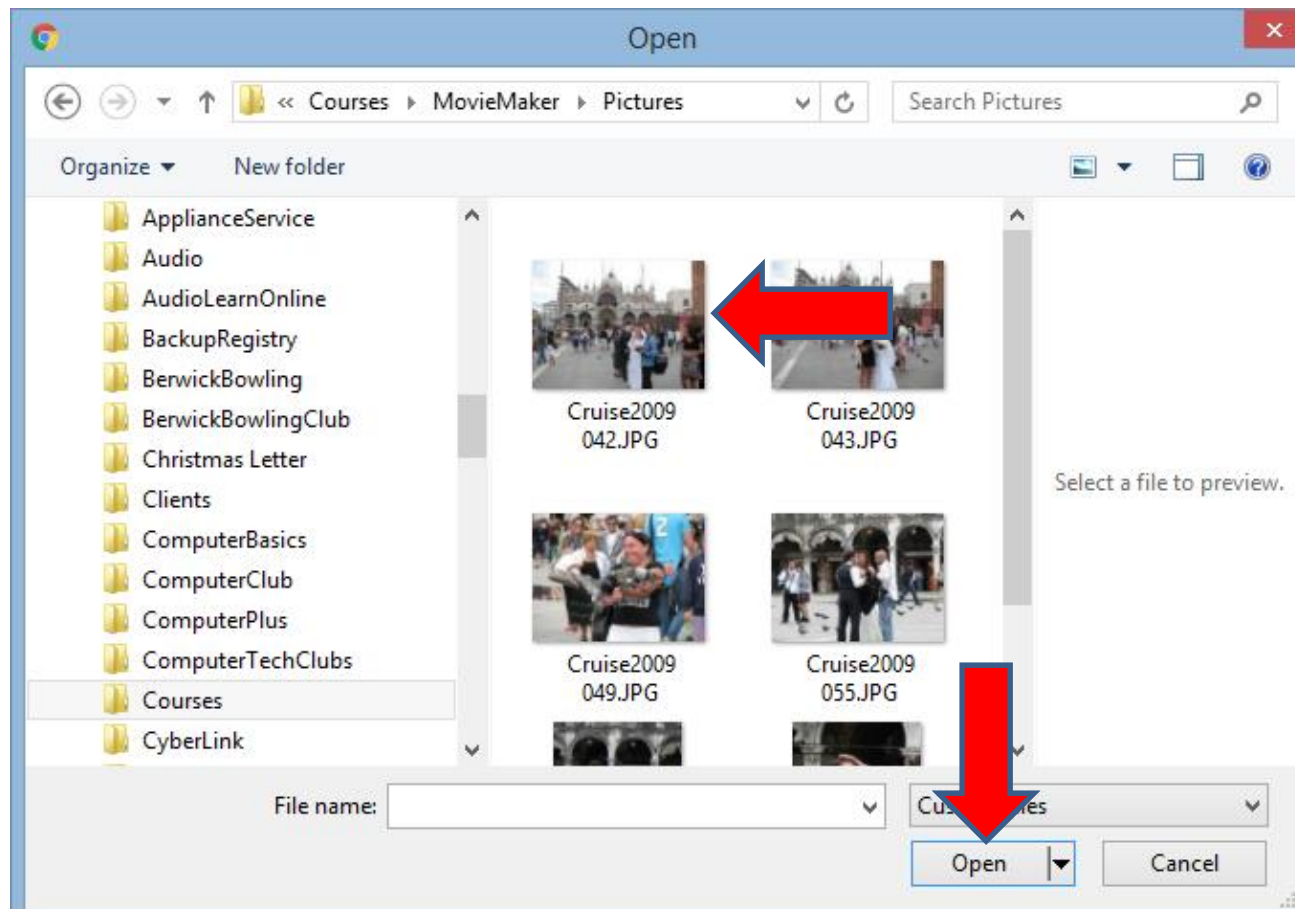 Open
« Courses MovieMaker Pictures
Search Pictures
Organize
New folder
ApplianceService
Audio
AudioLearnOnline
BackupRegistry
BerwickBowling
BerwickBowlingClub
Christmas Letter
Clients
ComputerBasics
ComputerClub
ComputerPlus
ComputerTechClubs
Courses
CyberLink
Cruise2009
042.JPG
Cruise2009
043.JPG
2
Cruise2009
049.JPG
Cruise2009
055.JPG
Select a file to preview.
File name:
Open
Cancel